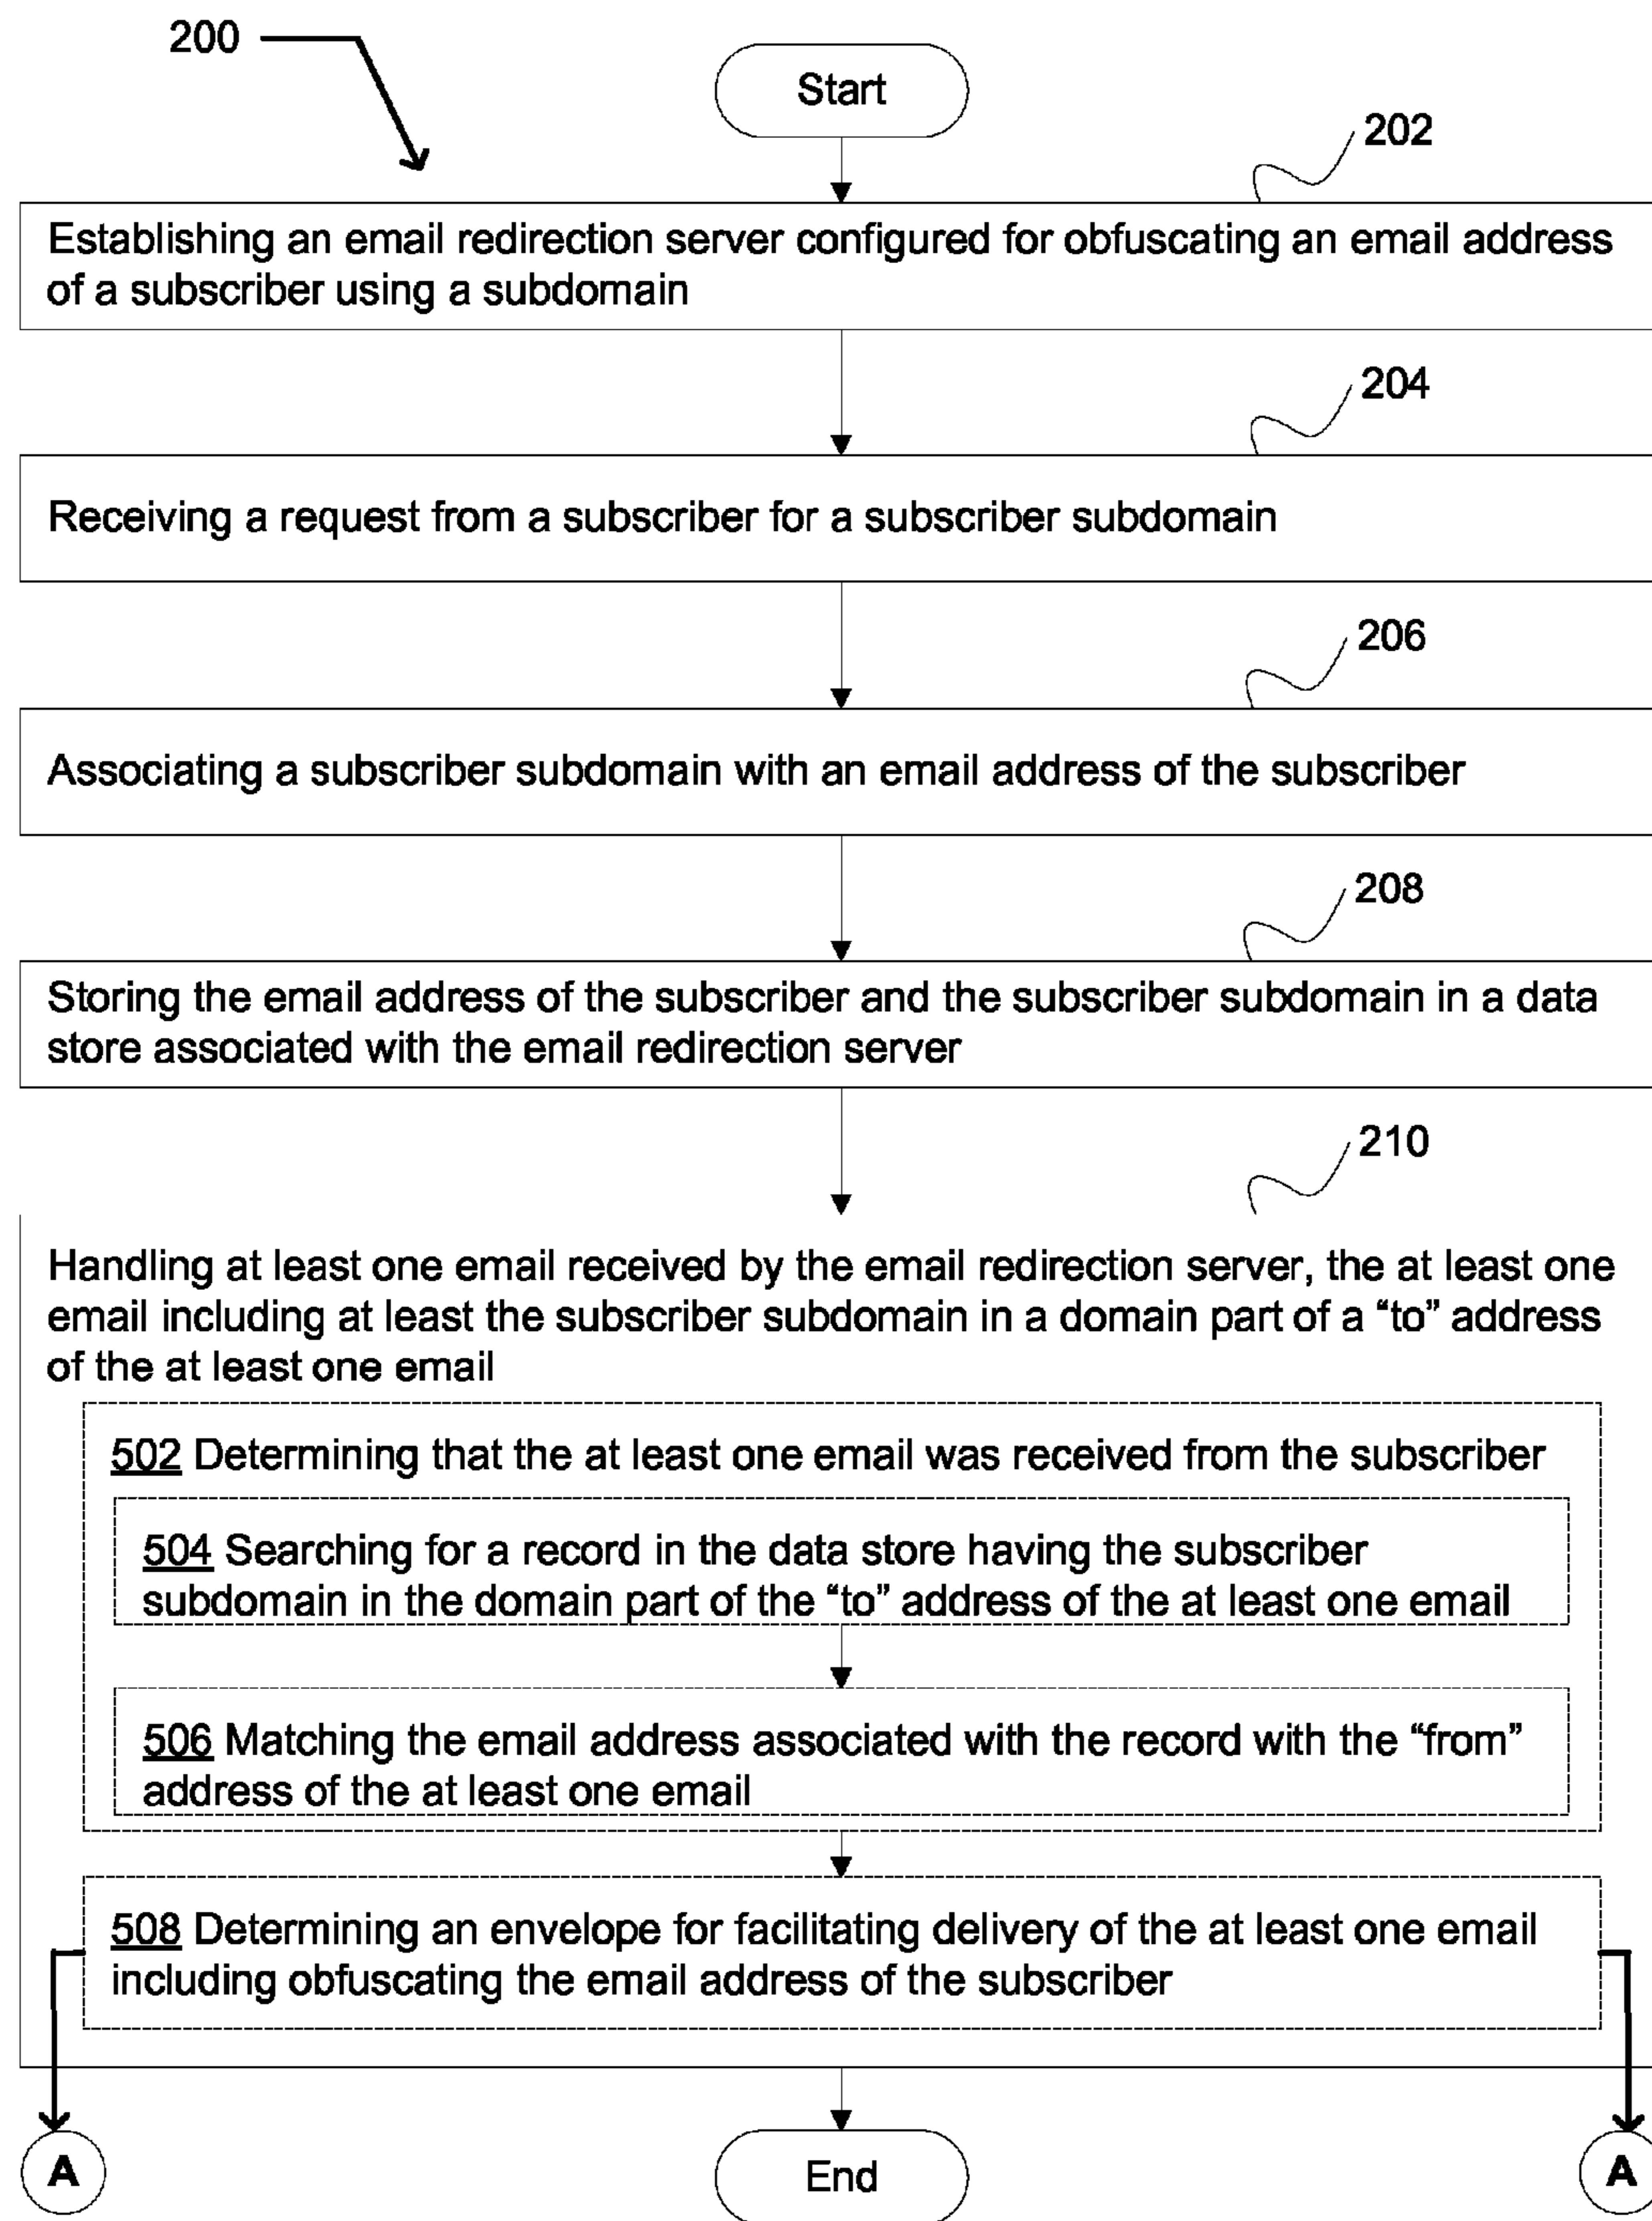 200
Start
202
Establishing an email redirection server configured for obfuscating an email address
of a subscriber using a subdomain
204
Receiving a request from a subscriber for a subscriber subdomain
206
Associating a subscriber subdomain with an email address of the subscriber
208
Storing the email address of the subscriber and the subscriber subdomain in a data
store associated with the email redirection server
210
Handling at least one email received by the email redirection server, the at least one
email including at least the subscriber subdomain in a domain part of a “to” address
of the at least one email
502 Determining that the at least one email was received from the subscriber
504 Searching for a record in the data store having the subscriber
subdomain in the domain part of the “to” address of the at least one email
506 Matching the email address associated with the record with the “from”
address of the at least one email
508 Determining an envelope for facilitating delivery of the at least one email
including obfuscating the email address of the subscriber
A
End
A